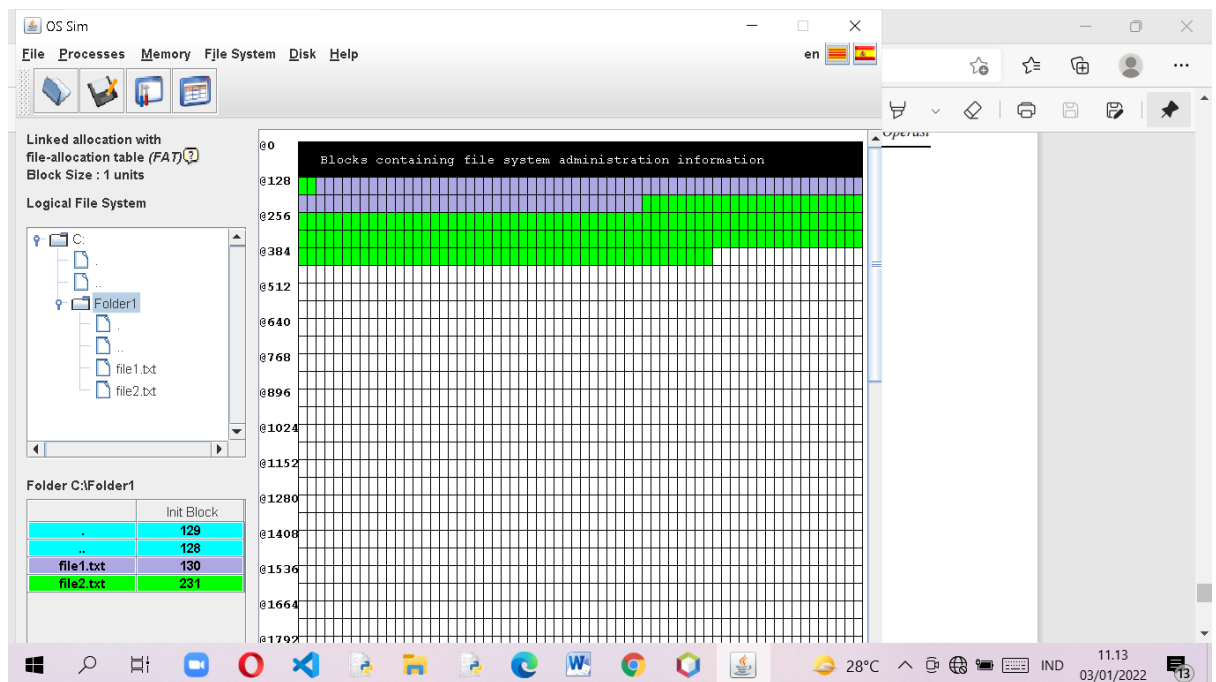 OS Sim
File Processes Memory File System Disk Help
en
Linked allocation with
file-allocation table (FAT)
Block Size : 1 units
Logical File System
C:
.
..
Folder1
.
..
file1.txt
file2.txt
Folder C:\Folder1
Init Block
. 129
.. 128
file1.txt 130
file2.txt 231
@0
Blocks containing file system administration information
@128
@256
@384
@512
@640
@768
@896
@1024
@1152
@1280
@1408
@1536
@1664
@1792
28°C
IND
11.13
03/01/2022
13